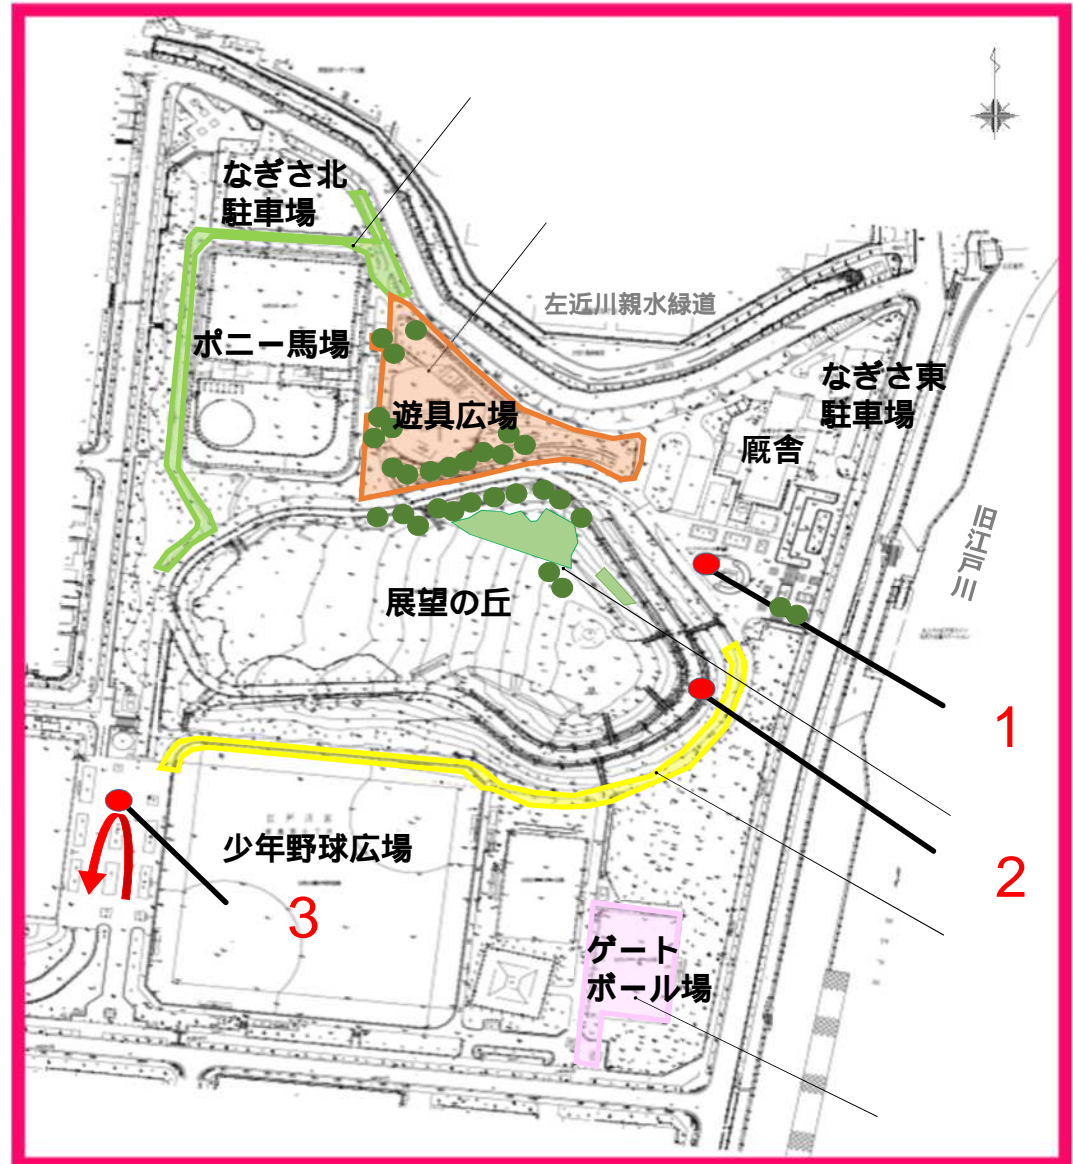 なぎさ北
駐車場
左近川親水緑道
ポニー馬場
なぎさ東
駐車場
遊具広場
厩舎
旧江戸川
展望の丘
1
2
少年野球広場
3
ゲート
ボール場